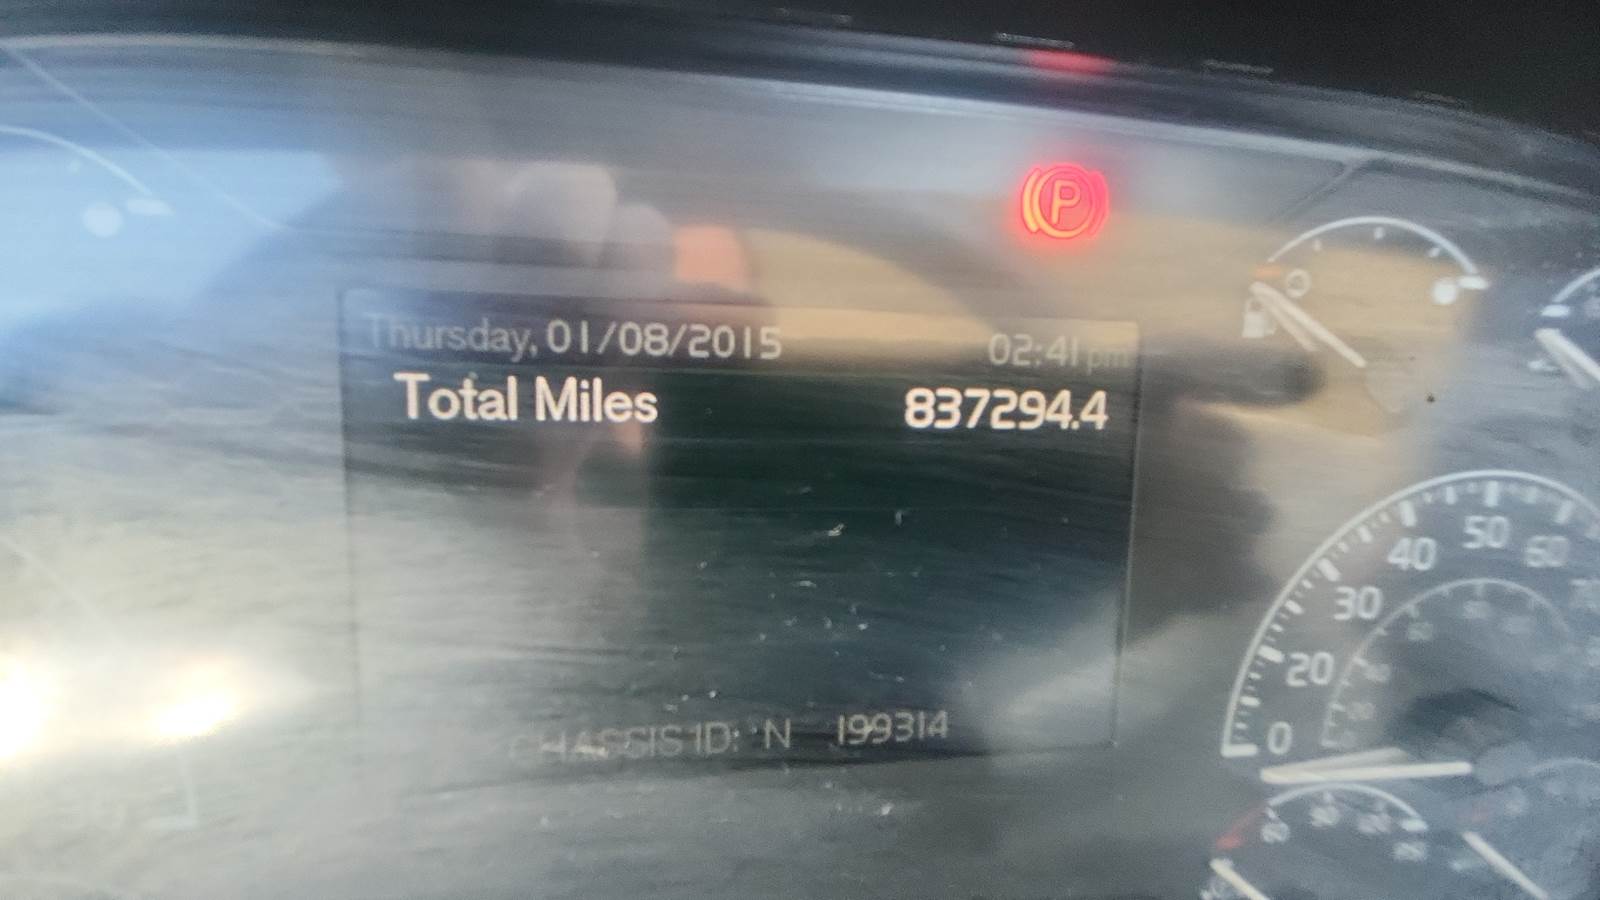 Thursday, 01/08/2015 02:41 pm
Total Miles 837294.4
CHASSIS ID: N 199314
P
50
40 60
30
20
0